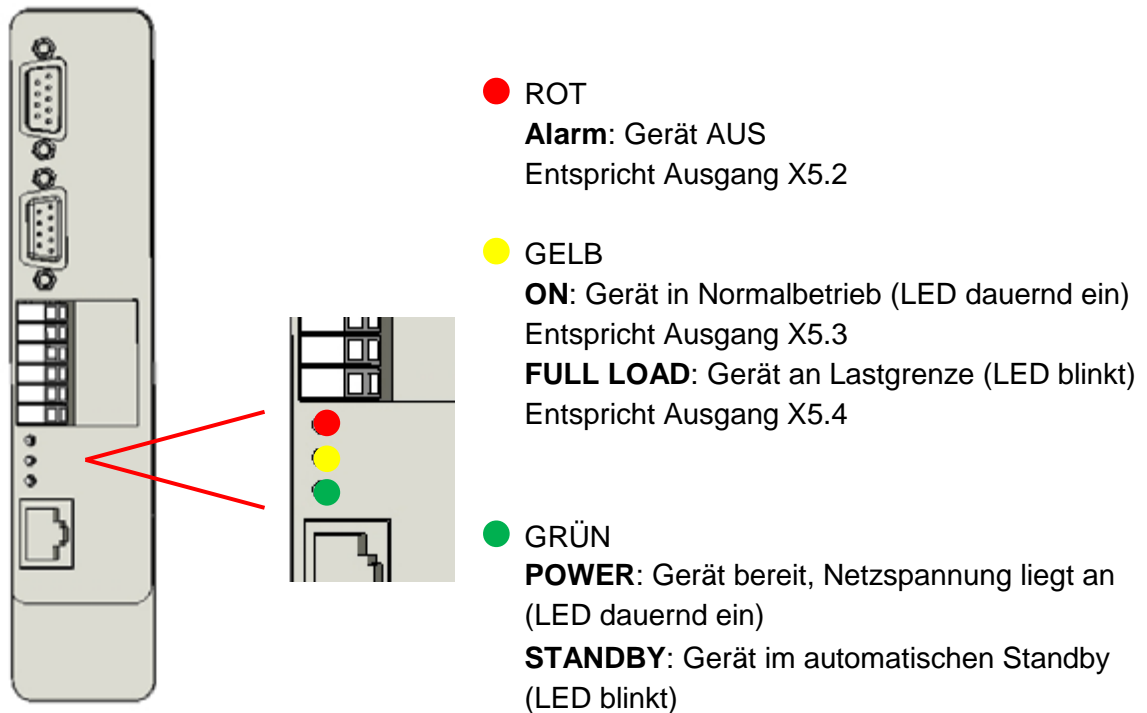 ROT
Alarm: Gerät AUS
Entspricht Ausgang X5.2
GELB
ON: Gerät in Normalbetrieb (LED dauernd ein)
Entspricht Ausgang X5.3
FULL LOAD: Gerät an Lastgrenze (LED blinkt)
Entspricht Ausgang X5.4
GRÜN
POWER: Gerät bereit, Netzspannung liegt an
(LED dauernd ein)
STANDBY: Gerät im automatischen Standby
(LED blinkt)